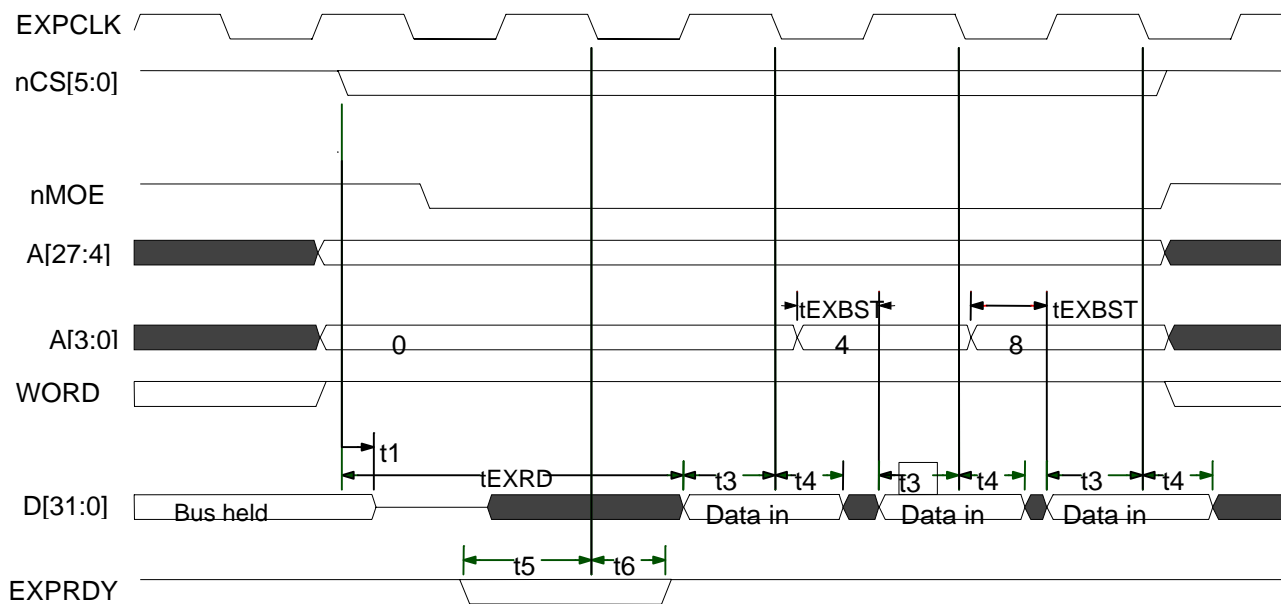 EXPCLK
nCS[5:0]
nMOE
A[27:4]
tEXBST
tEXBST
A[3:0]
0
4
8
WORD
t1
tEXRD
t3
t4
t3
t4
t3
t4
D[31:0]
Bus held
Data in
Data in
Data in
t5
t6
EXPRDY